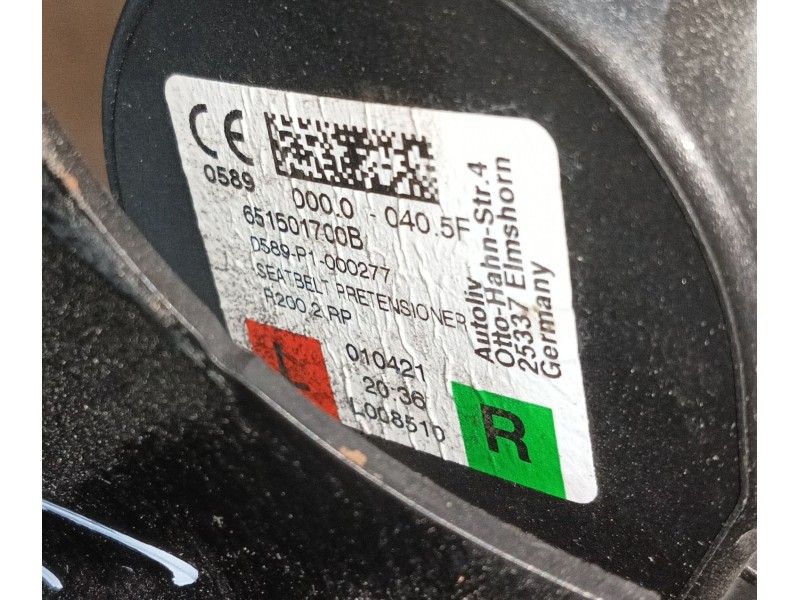 CE
0589
000.0 - 040.5F
651501700B
0589-P1-000277
SEATBELT PRETENSIONER
R200.2 RP
L
010421
20:36
L008510
R
Autoliv
Otto-Hahn-Str.4
25337 Elmshorn
Germany